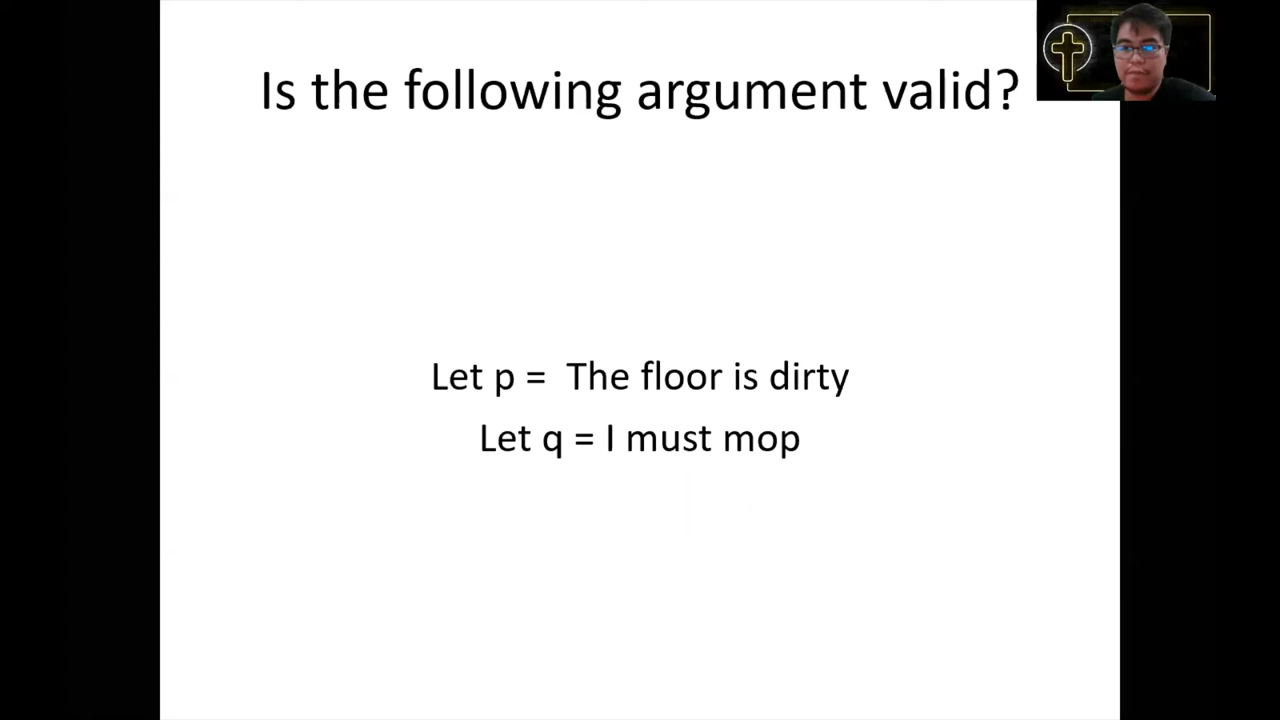 Is the following argument valid?
Let p = The floor is dirty
Let q = I must mop